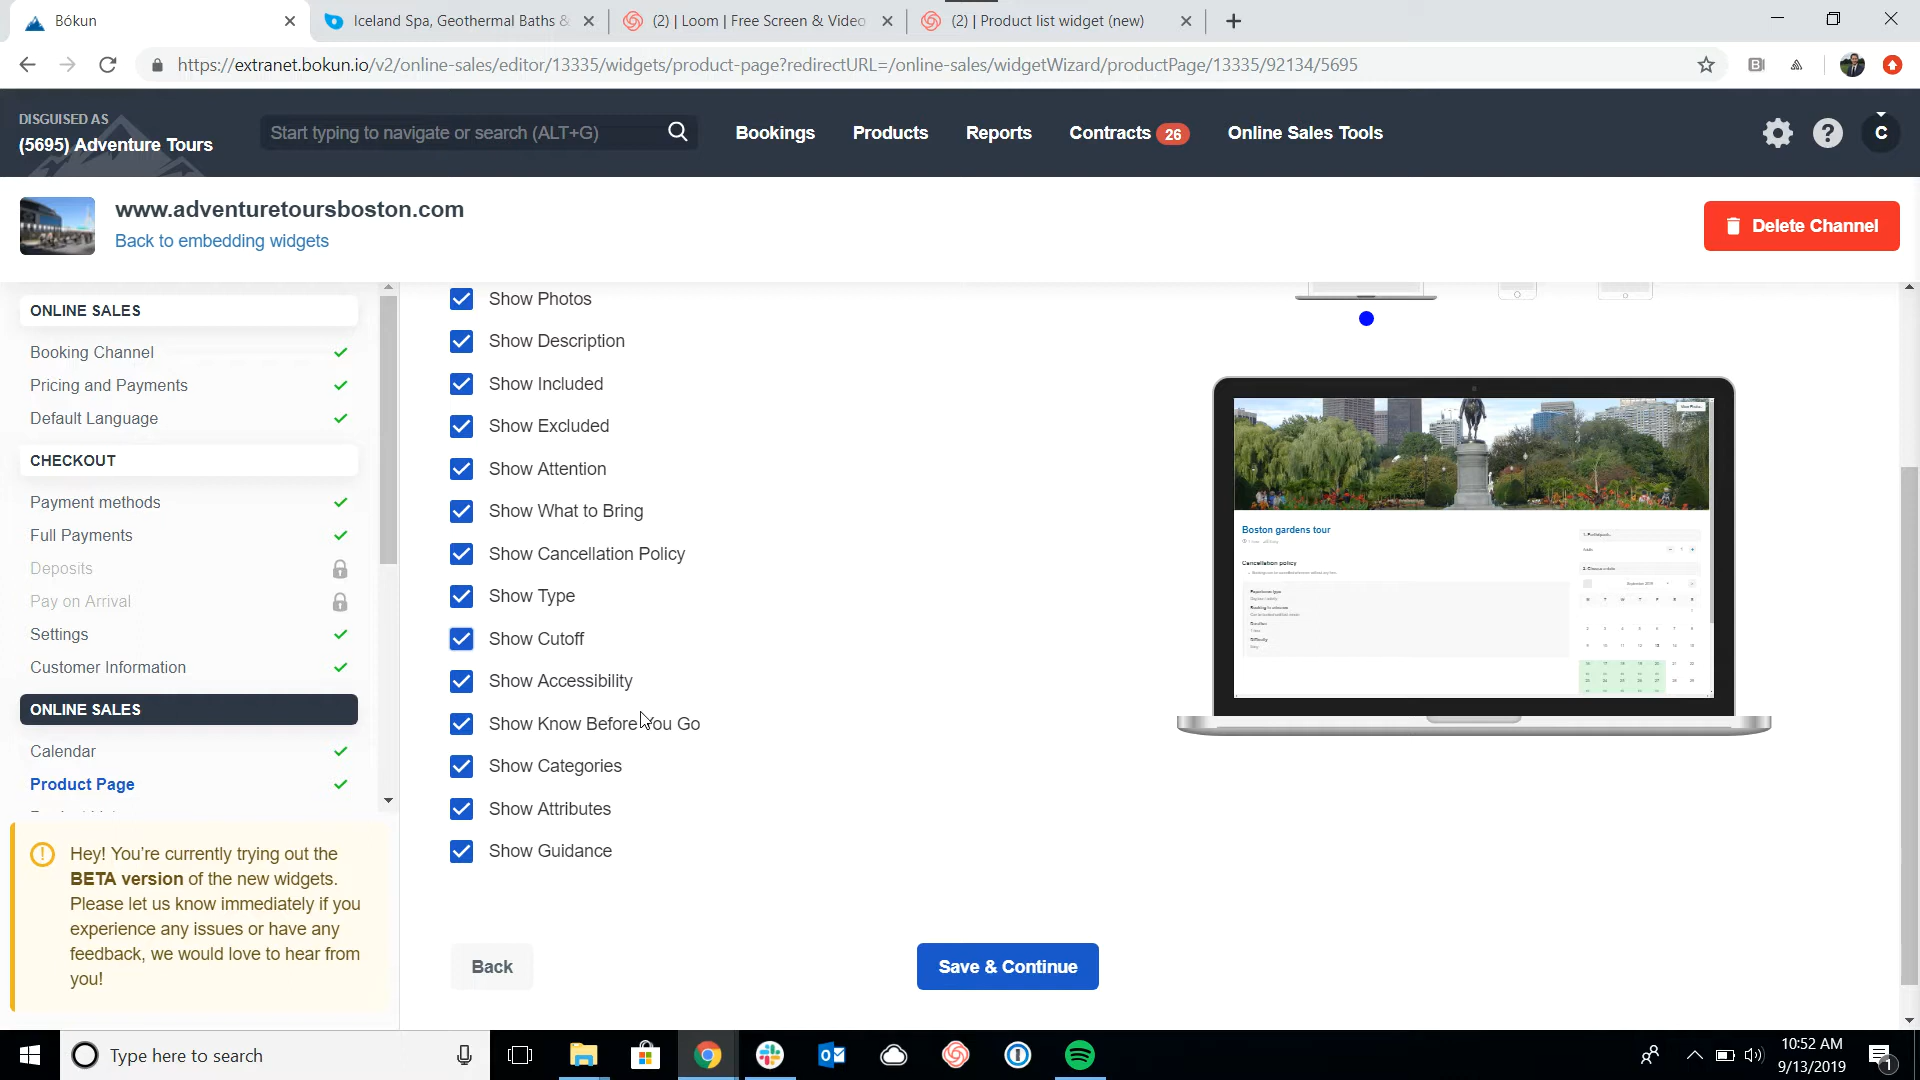 Bókun
Iceland Spa, Geothermal Baths &
(2) | Loom | Free Screen & Video
(2) | Product list widget (new)
https://extranet.bokun.io/v2/online-sales/editor/13335/widgets/product-page?redirectURL=/online-sales/widgetWizard/productPage/13335/92134/5695
DISGUISED AS
(5695) Adventure Tours
Start typing to navigate or search (ALT+G)
Bookings
Products
Reports
Contracts 26
Online Sales Tools
C
www.adventuretoursboston.com
Back to embedding widgets
Delete Channel
ONLINE SALES
Booking Channel
Pricing and Payments
Default Language
CHECKOUT
Payment methods
Full Payments
Deposits
Pay on Arrival
Settings
Customer Information
ONLINE SALES
Calendar
Product Page
Hey! You're currently trying out the
BETA version of the new widgets.
Please let us know immediately if you
experience any issues or have any
feedback, we would love to hear from
you!
Show Photos
Show Description
Show Included
Show Excluded
Show Attention
Show What to Bring
Show Cancellation Policy
Show Type
Show Cutoff
Show Accessibility
Show Know Before You Go
Show Categories
Show Attributes
Show Guidance
Back
Save & Continue
Boston gardens tour
Cancellation policy
Type here to search
10:52 AM
9/13/2019
1